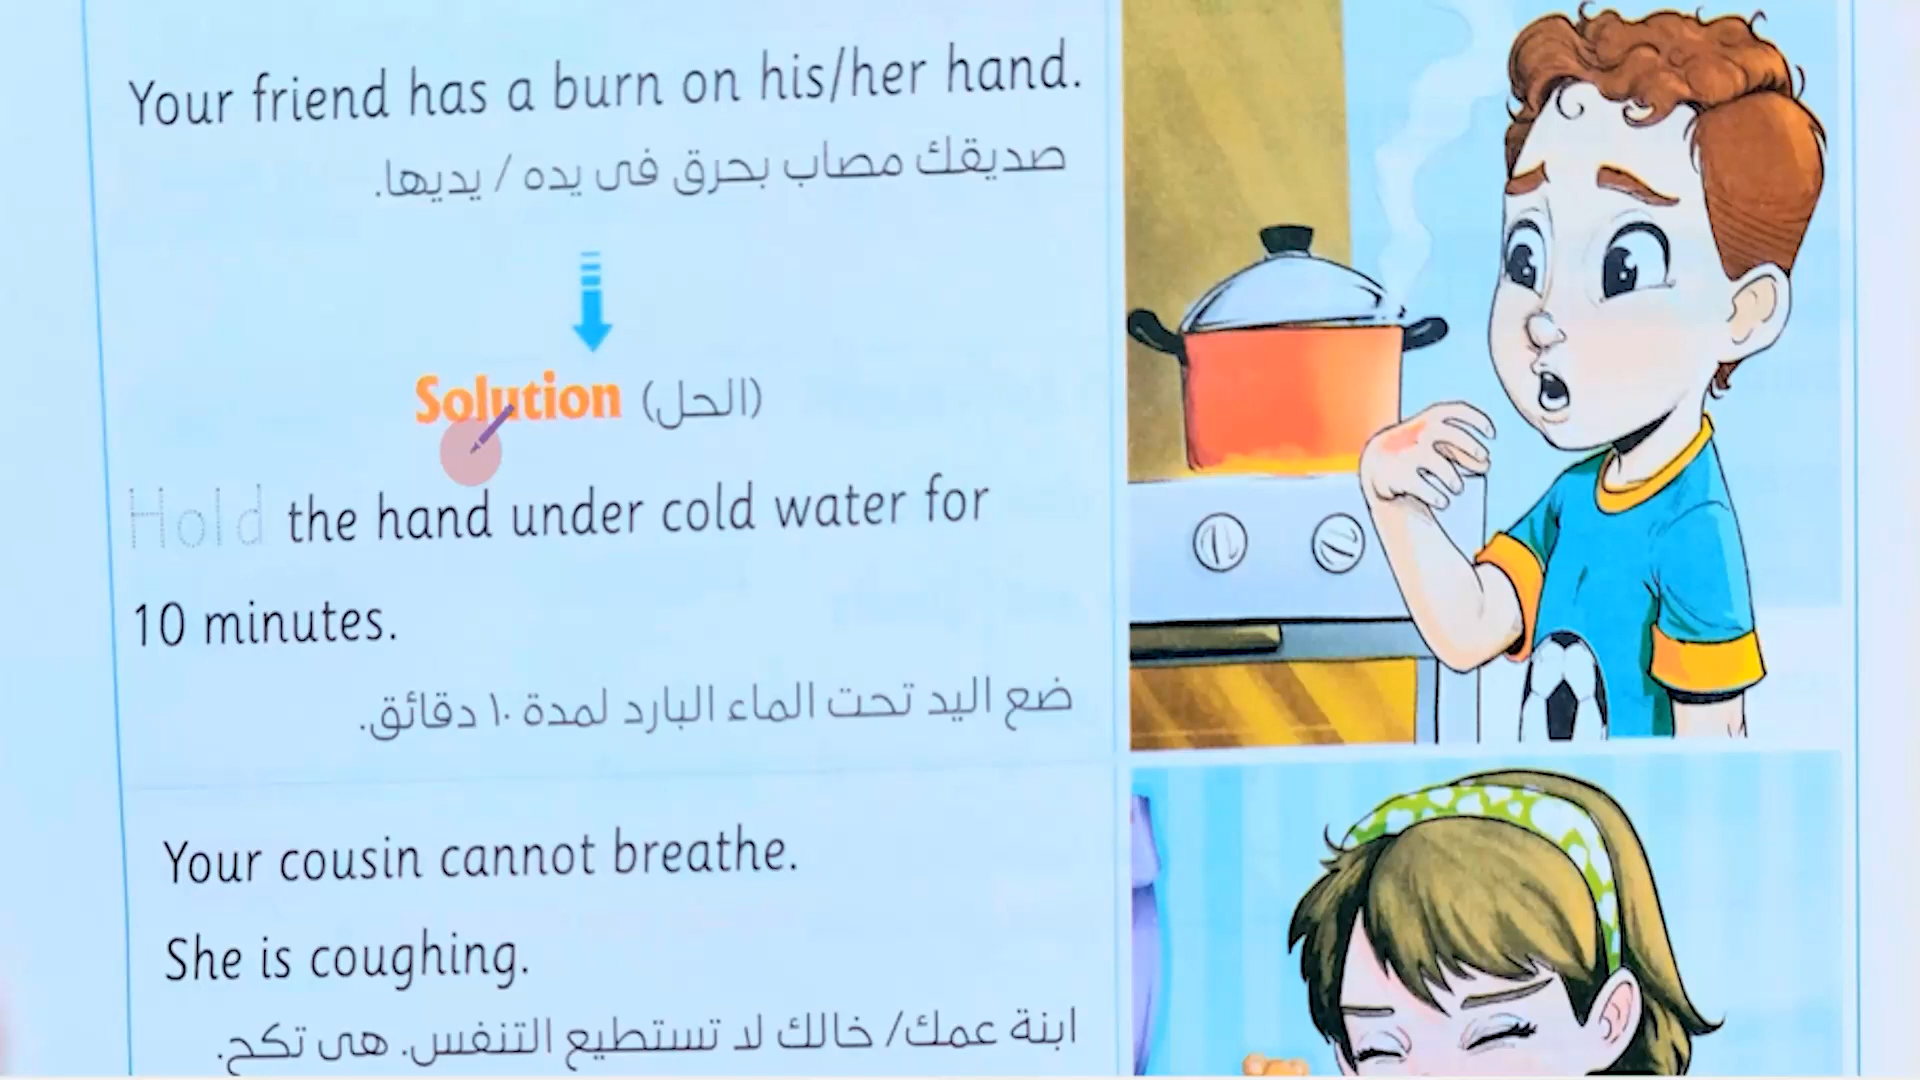 Your friend has a burn on his/her hand.
صديقك مصاب بحرق فى يده / يديها.
Solution (الحل)
Hold the hand under cold water for
10 minutes.
ضع اليد تحت الماء البارد لمدة ١٠ دقائق.
Your cousin cannot breathe.
She is coughing.
ابنة عمك/ خالك لا تستطيع التنفس. هى تكح.